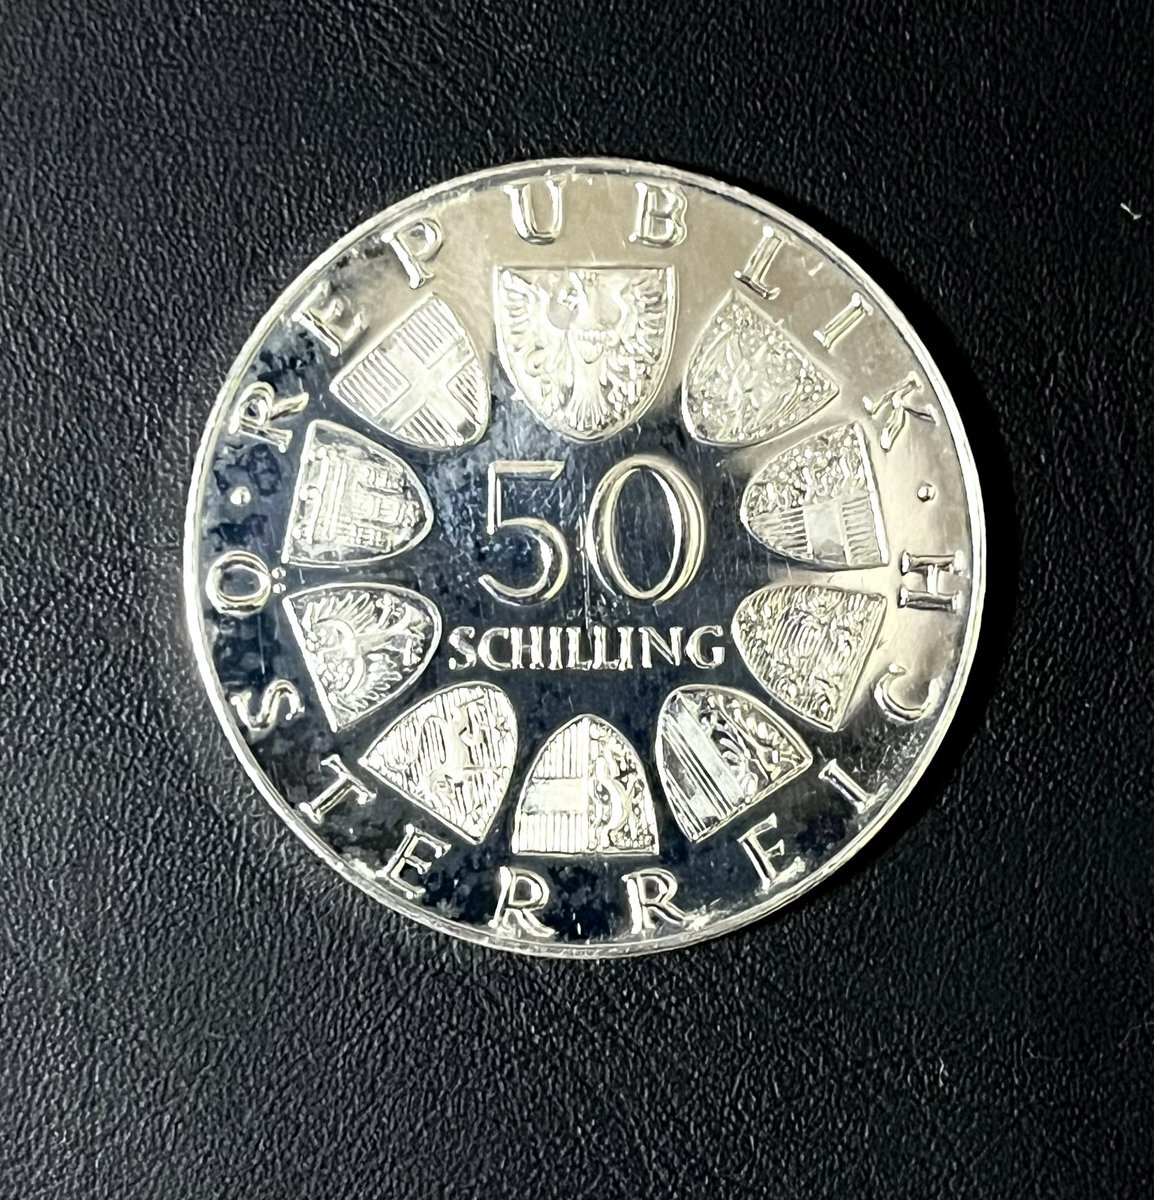 REPUBLIK · ÖSTERREICH ·
50
SCHILLING